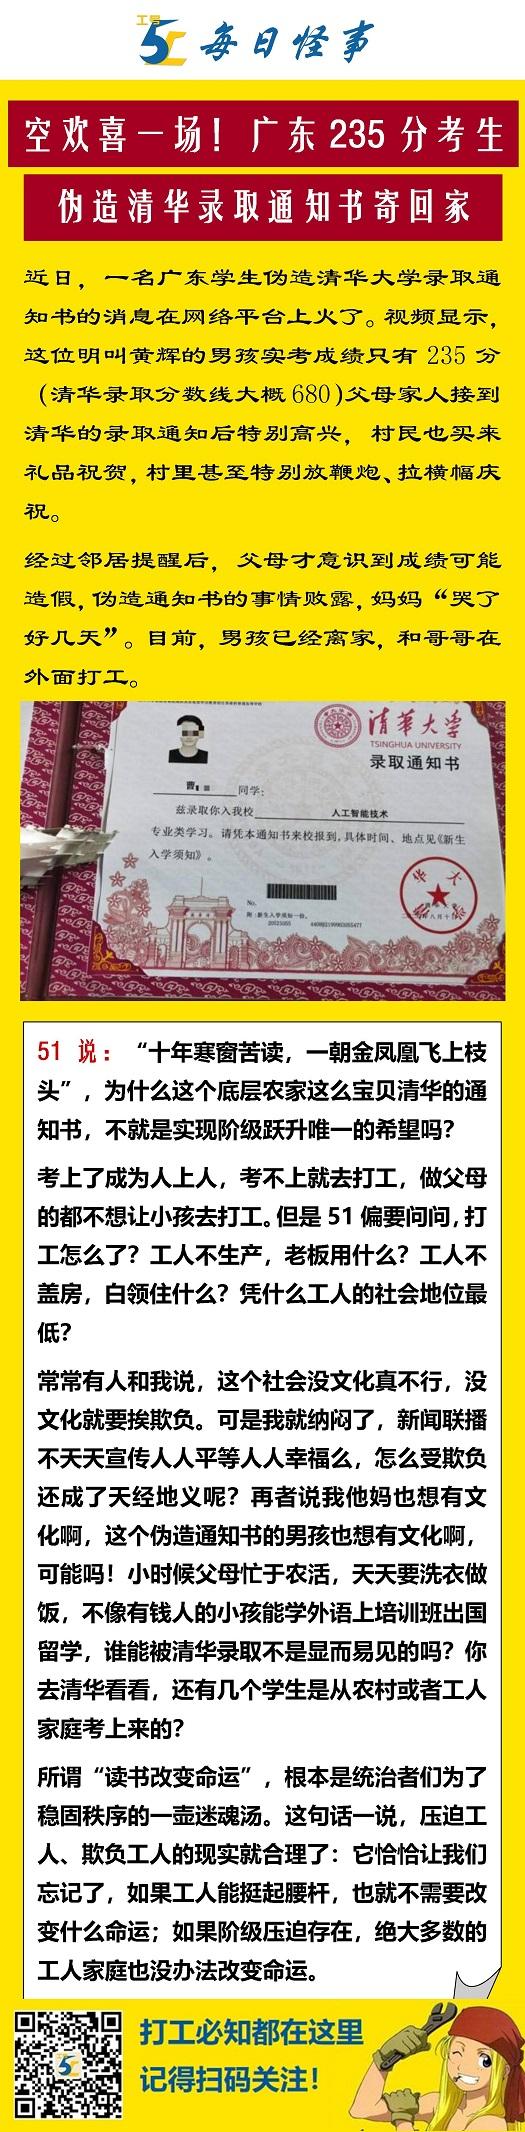 工号
51
每日怪事
空欢喜一场！广东 235 分考生
伪造清华录取通知书寄回家
近日，一名广东学生伪造清华大学录取通
知书的消息在网络平台上火了。视频显示，
这位明叫黄辉的男孩实考成绩只有 235 分
（清华录取分数线大概 680)父母家人接到
清华的录取通知后特别高兴，村民也买来
礼品祝贺，村里甚至特别放鞭炮、拉横幅庆
祝。
经过邻居提醒后，父母才意识到成绩可能
造假，伪造通知书的事情败露，妈妈“哭了
好几天”。目前，男孩已经离家，和哥哥在
外面打工。
清华大学
TSINGHUA UNIVERSITY
录取通知书
曹
同学：
兹录取你入我校 人工智能技术
专业类学习。请凭本通知书来校报到，具体时间、地点见《新生
入学须知》。
No.
附：新生入学须知一份。
51 说：“十年寒窗苦读，一朝金凤凰飞上枝
头”，为什么这个底层农家这么宝贝清华的通
知书，不就是实现阶级跃升唯一的希望吗？
考上了成为人上人，考不上就去打工，做父母
的都不想让小孩去打工。但是 51 偏要问问，打
工怎么了？工人不生产，老板用什么？工人不
盖房，白领住什么？凭什么工人的社会地位最
低？
常常有人和我说，这个社会没文化真不行，没
文化就要挨欺负。可是我就纳闷了，新闻联播
不天天宣传人人平等人人幸福么，怎么受欺负
还成了天经地义呢？再者说我他妈也想有文
化啊，这个伪造通知书的男孩也想有文化啊，
可能吗！小时候父母忙于农活，天天要洗衣做
饭，不像有钱人的小孩能学外语上培训班出国
留学，谁能被清华录取不是显而易见的吗？你
去清华看看，还有几个学生是从农村或者工人
家庭考上来的？
所谓“读书改变命运”，根本是统治者们为了
稳固秩序的一壶迷魂汤。这句话一说，压迫工
人、欺负工人的现实就合理了：它恰恰让我们
忘记了，如果工人能挺起腰杆，也就不需要改
变什么命运；如果阶级压迫存在，绝大多数的
工人家庭也没办法改变命运。
打工必知都在这里
记得扫码关注！